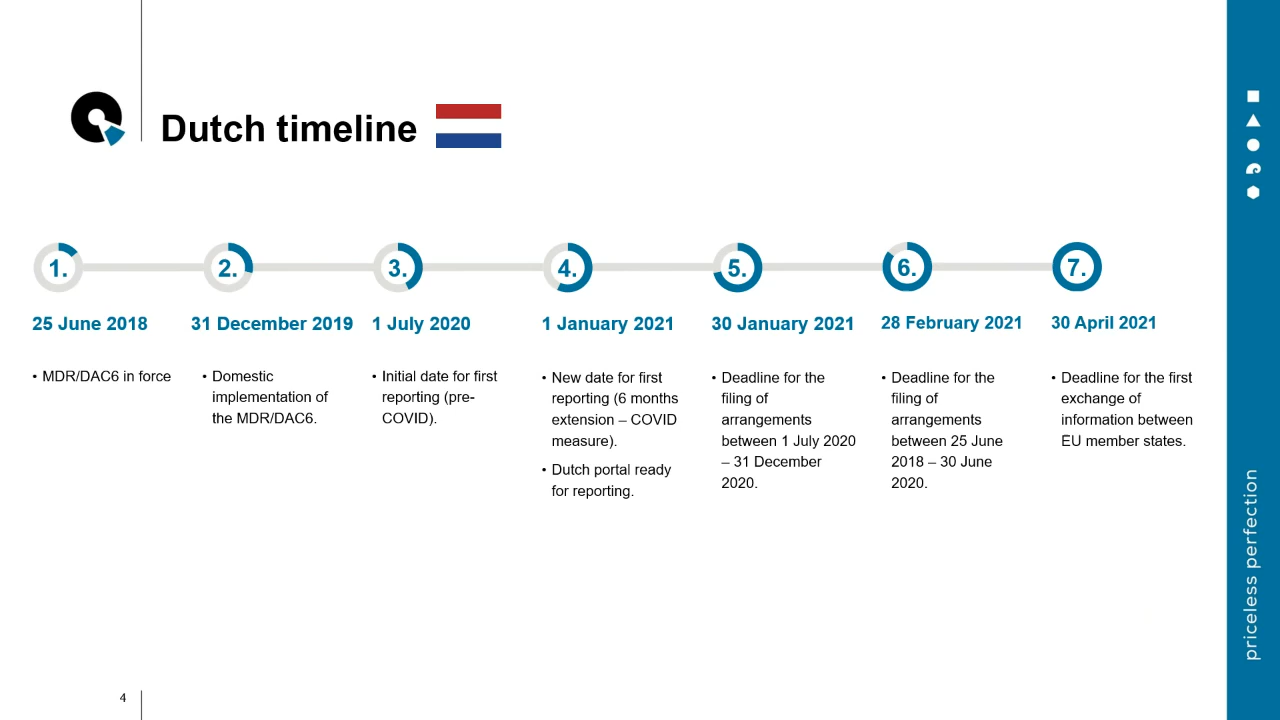 Dutch timeline
1.
2.
3.
4.
5.
6.
7.
25 June 2018
31 December 2019
1 July 2020
1 January 2021
30 January 2021
28 February 2021
30 April 2021
• MDR/DAC6 in force
• Domestic
implementation of
the MDR/DAC6.
• Initial date for first
reporting (pre-
COVID).
• New date for first
reporting (6 months
extension – COVID
measure).
• Dutch portal ready
for reporting.
• Deadline for the
filing of
arrangements
between 1 July 2020
– 31 December
2020.
• Deadline for the
filing of
arrangements
between 25 June
2018 – 30 June
2020.
• Deadline for the first
exchange of
information between
EU member states.
priceless perfection
4